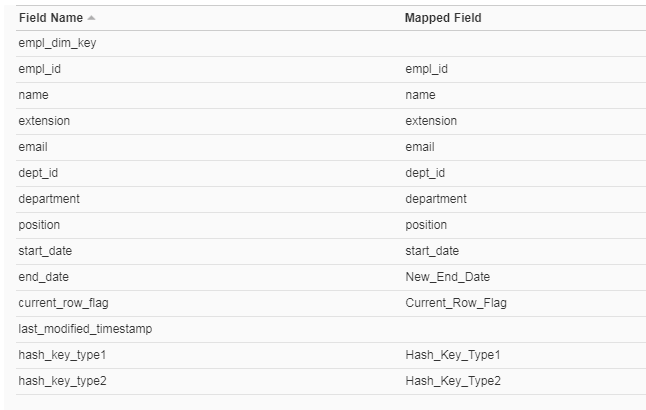 Field Name Mapped Field
empl_dim_key
empl_id empl_id
name name
extension extension
email email
dept_id dept_id
department department
position position
start_date start_date
end_date New_End_Date
current_row_flag Current_Row_Flag
last_modified_timestamp
hash_key_type1 Hash_Key_Type1
hash_key_type2 Hash_Key_Type2